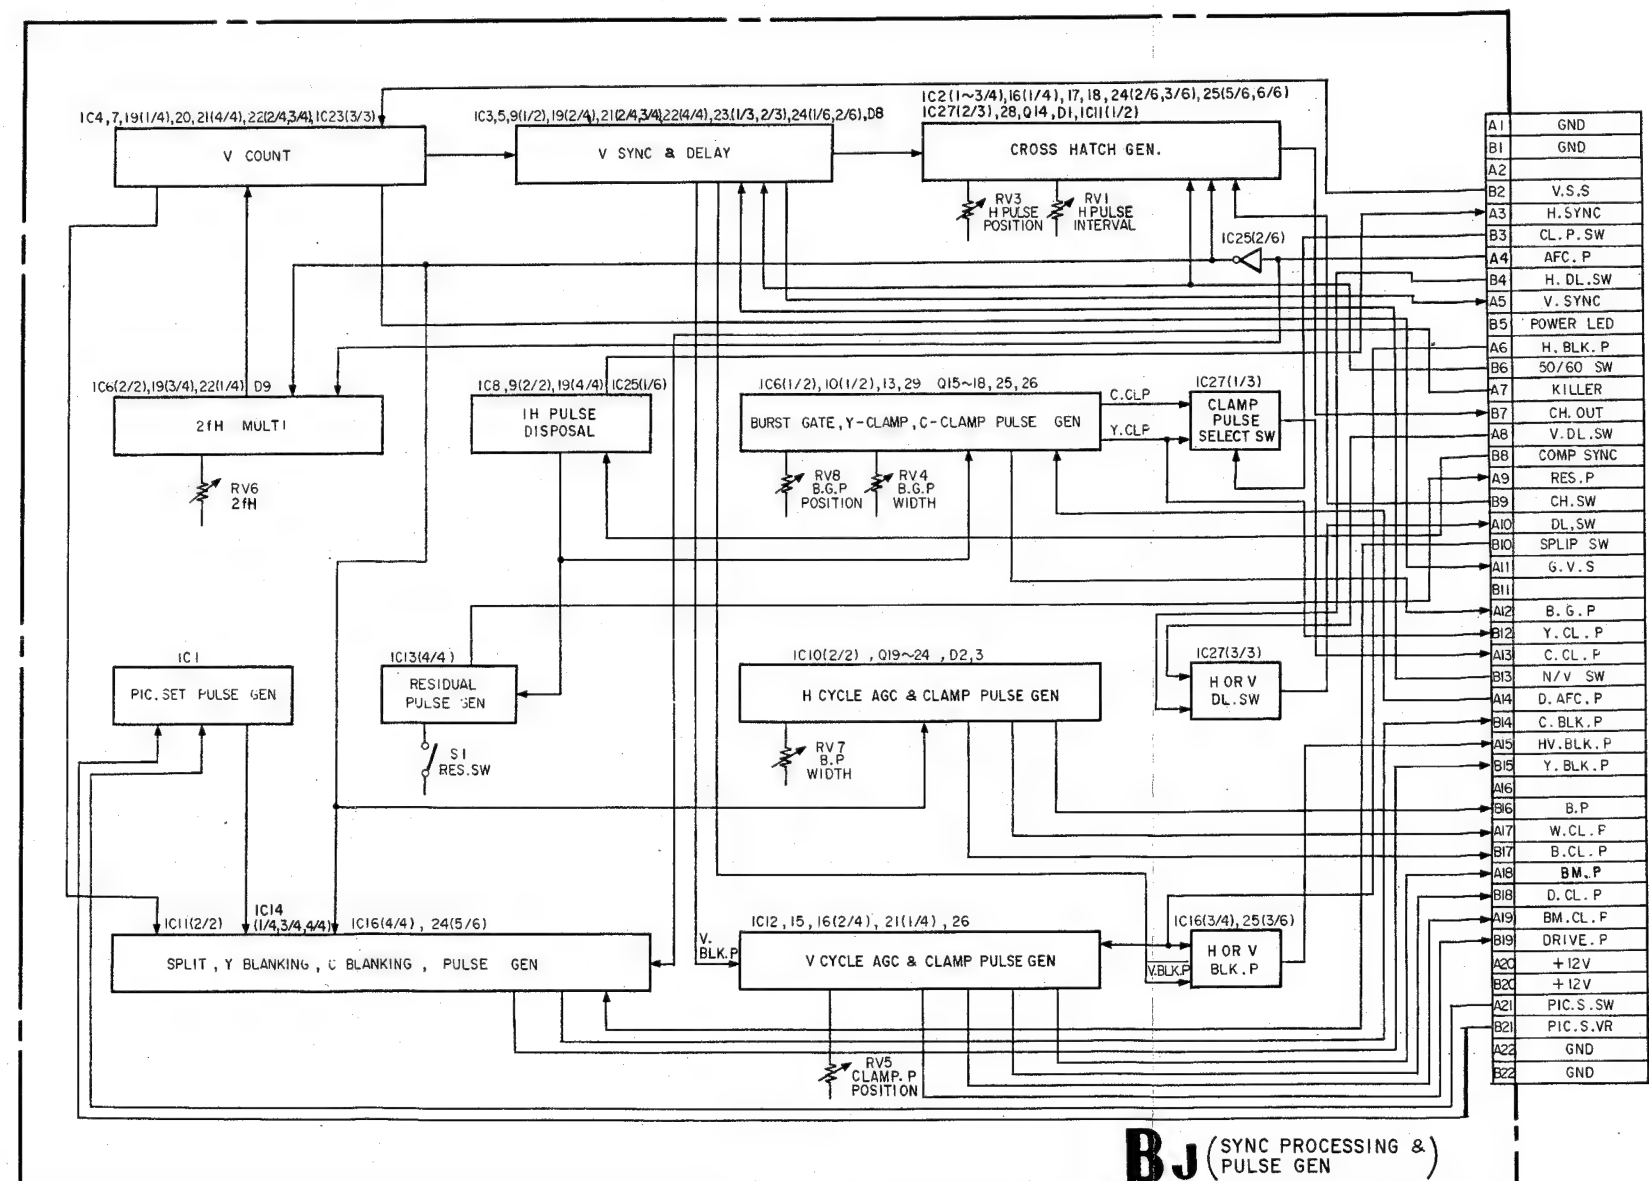 IC4,7,19(1/4),20,21(4/4),22(2/4,3/4),IC23(3/3)
V COUNT
IC3,5,9(1/2),19(2/4),21(2/4,3/4),22(4/4),23.(1/3,2/3),24(1/6,2/6),D8
V SYNC & DELAY
IC2(1~3/4),16(1/4),17,18,24(2/6,3/6),25(5/6,6/6)
IC27(2/3),28,Q14,D1,IC11(1/2)
CROSS HATCH GEN.
RV3
H PULSE
POSITION
RV1
H PULSE
INTERVAL
IC25(2/6)
IC6(2/2),19(3/4),22(1/4) D9
2fH MULTI
RV6
2fH
IC8,9(2/2),19(4/4) IC25(1/6)
1H PULSE
DISPOSAL
IC6(1/2),10(1/2),13,29 Q15~18,25,26
BURST GATE,Y-CLAMP,C-CLAMP PULSE GEN
C.CLP
Y.CLP
IC27(1/3)
CLAMP
PULSE
SELECT SW
RV8
B.G.P
POSITION
RV4
B.G.P
WIDTH
IC1
PIC.SET PULSE GEN
IC13(4/4)
RESIDUAL
PULSE GEN
S1
RES.SW
IC10(2/2) ,Q19~24 ,D2,3
H CYCLE AGC & CLAMP PULSE GEN
RV7
B.P
WIDTH
IC27(3/3)
H OR V
DL.SW
IC11(2/2)
IC14
(1/4,3/4,4/4)
IC16(4/4), 24(5/6)
SPLIT, Y BLANKING, C BLANKING, PULSE GEN
V.
BLK.P
IC12,15,16(2/4),21(1/4),26
V CYCLE AGC & CLAMP PULSE GEN
RV5
CLAMP.P
POSITION
V.BLK.P
IC16(3/4),25(3/6)
H OR V
BLK.P
A1 GND
B1 GND
A2
B2 V.S.S
A3 H.SYNC
B3 CL.P.SW
A4 AFC.P
B4 H.DL.SW
A5 V.SYNC
B5 POWER LED
A6 H.BLK.P
B6 50/60 SW
A7 KILLER
B7 CH.OUT
A8 V.DL.SW
B8 COMP SYNC
A9 RES.P
B9 CH.SW
A10 DL,SW
B10 SPLIP SW
A11 G.V.S
B11
A12 B.G.P
B12 Y.CL.P
A13 C.CL.P
B13 N/V SW
A14 D.AFC.P
B14 C.BLK.P
A15 HV.BLK.P
B15 Y.BLK.P
A16
B16 B.P
A17 W.CL.P
B17 B.CL.P
A18 BM.P
B18 D.CL.P
A19 BM.CL.P
B19 DRIVE.P
A20 +12V
B20 +12V
A21 PIC.S.SW
B21 PIC.S.VR
A22 GND
B22 GND
BJ (SYNC PROCESSING &
PULSE GEN)